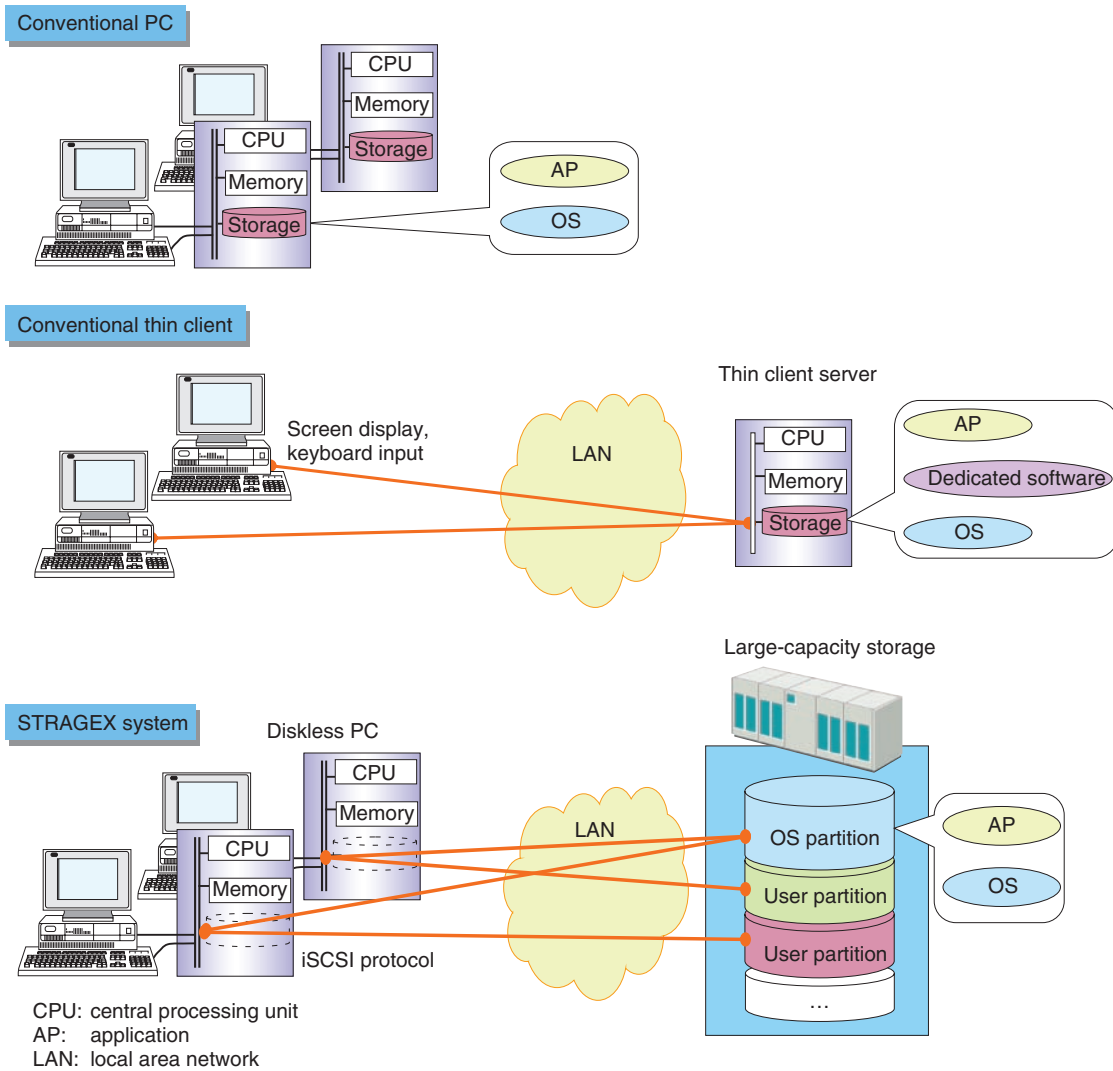 Conventional PC
CPU
Memory
Storage
CPU
Memory
Storage
AP
OS
Conventional thin client
Screen display,
keyboard input
LAN
Thin client server
CPU
Memory
Storage
AP
Dedicated software
OS
STRAGEX system
Diskless PC
CPU
Memory
CPU
Memory
iSCSI protocol
LAN
Large-capacity storage
OS partition
User partition
User partition
...
AP
OS
CPU: central processing unit
AP: application
LAN: local area network